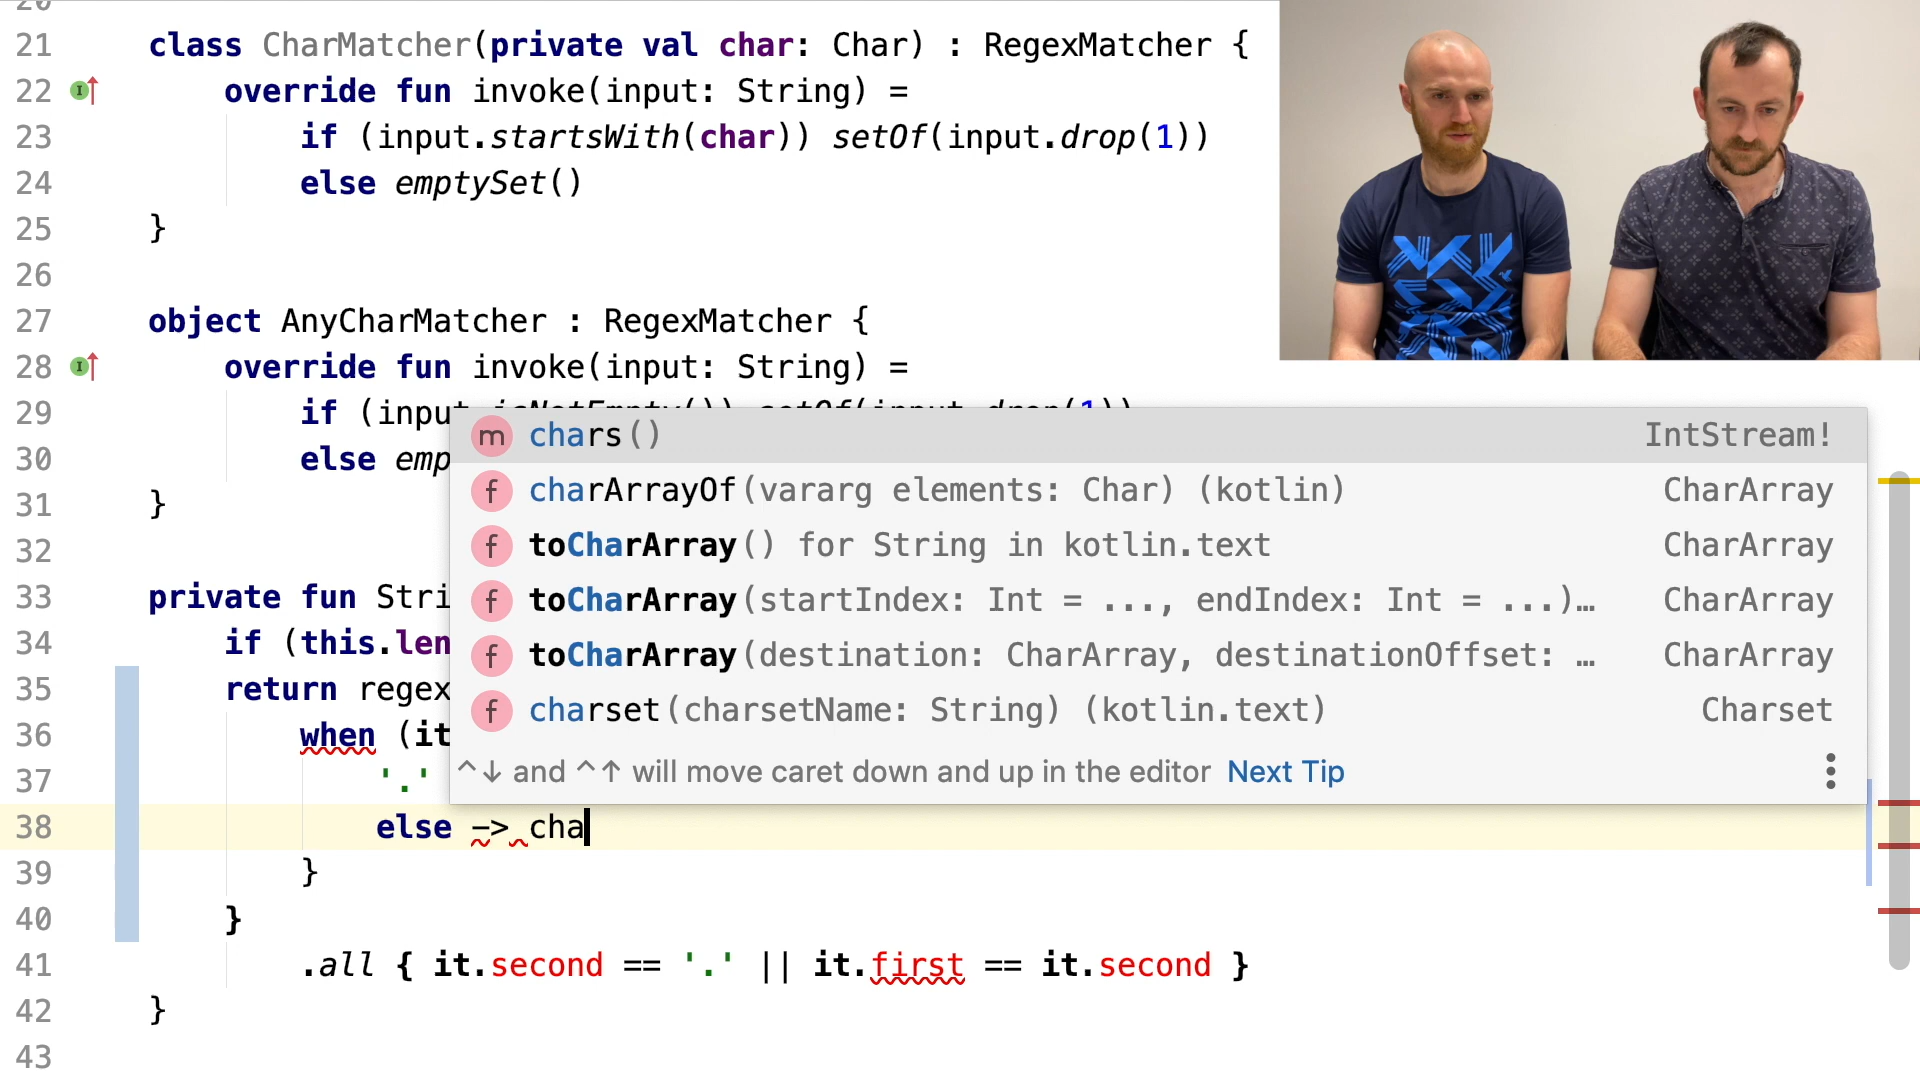 20
21 class CharMatcher(private val char: Char) : RegexMatcher {
22 override fun invoke(input: String) =
23 if (input.startsWith(char)) setOf(input.drop(1))
24 else emptySet()
25 }
26
27 object AnyCharMatcher : RegexMatcher {
28 override fun invoke(input: String) =
29 if (input.isNotEmpty()) setOf(input.drop(1))
30 else emp
31 }
32
33 private fun Stri
34 if (this.len
35 return regex
36 when (it
37 '.'
38 else -> cha
39 }
40 }
41 .all { it.second == '.' || it.first == it.second }
42 }
43
m chars() IntStream!
f charArrayOf(vararg elements: Char) (kotlin) CharArray
f toCharArray() for String in kotlin.text CharArray
f toCharArray(startIndex: Int = ..., endIndex: Int = ...)… CharArray
f toCharArray(destination: CharArray, destinationOffset: … CharArray
f charset(charsetName: String) (kotlin.text) Charset
^↓ and ^↑ will move caret down and up in the editor Next Tip